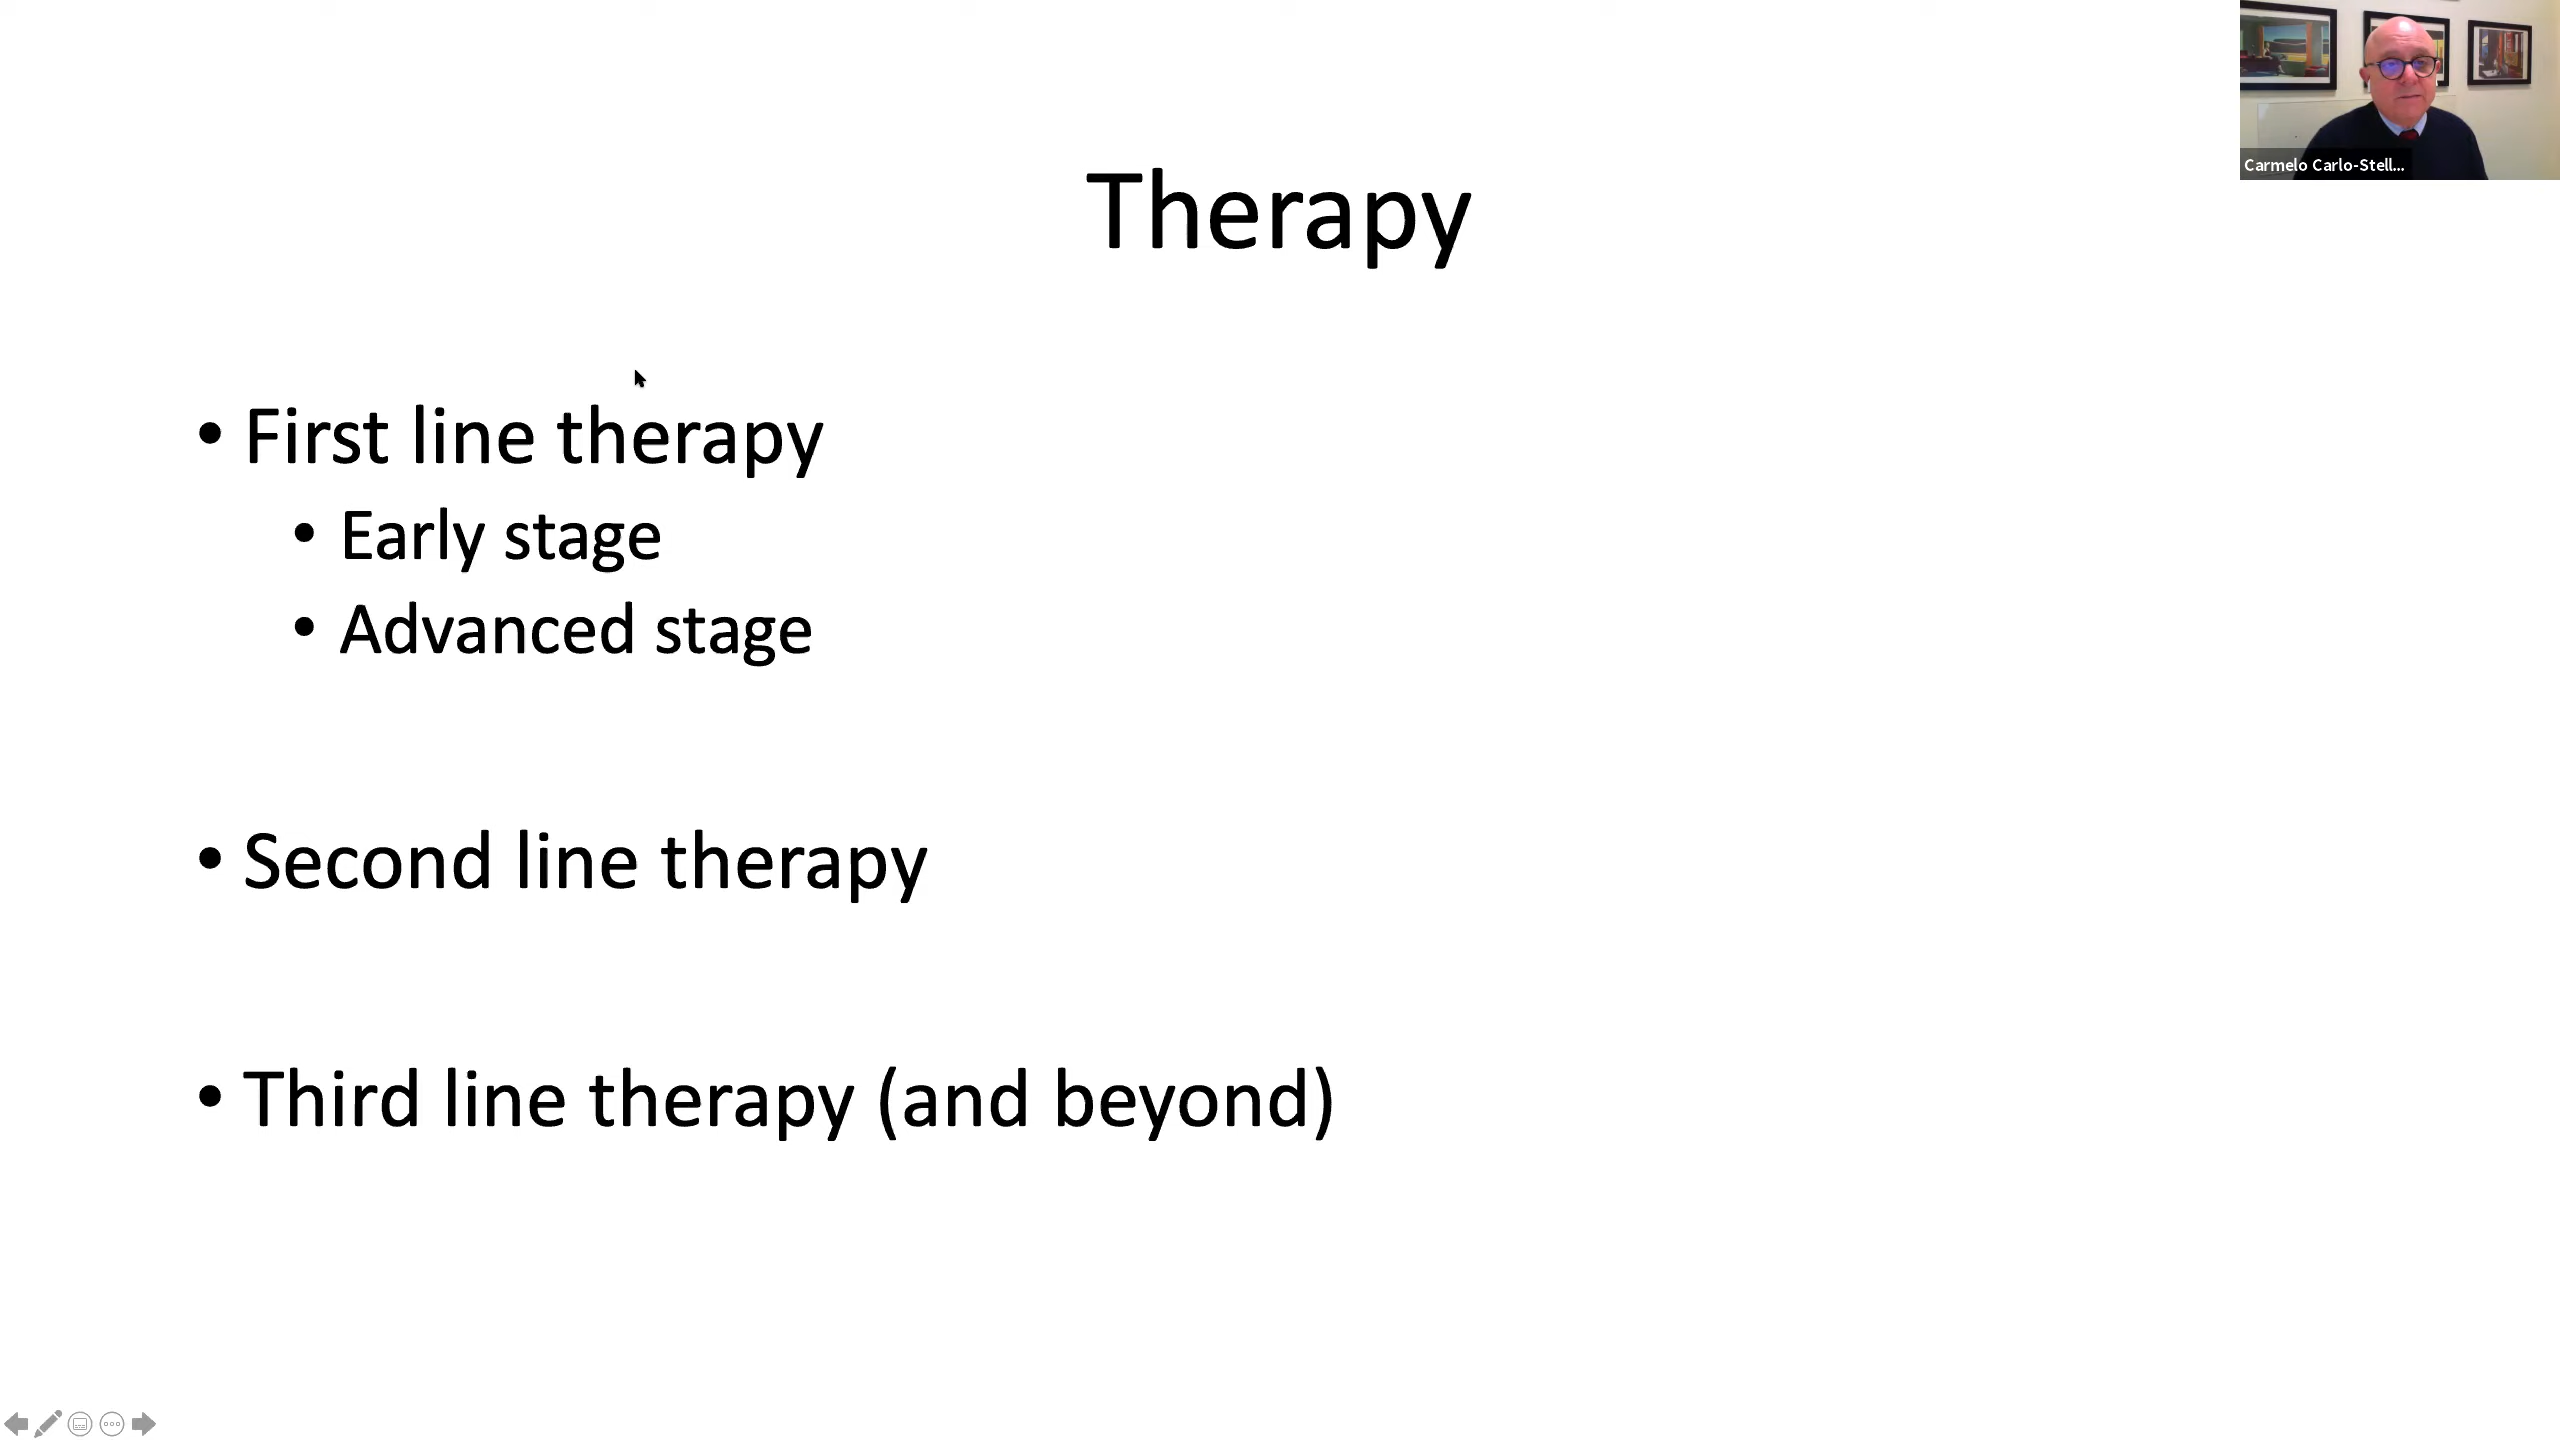 Carmelo Carlo-Stell...
Therapy
• First line therapy
• Early stage
• Advanced stage
• Second line therapy
• Third line therapy (and beyond)